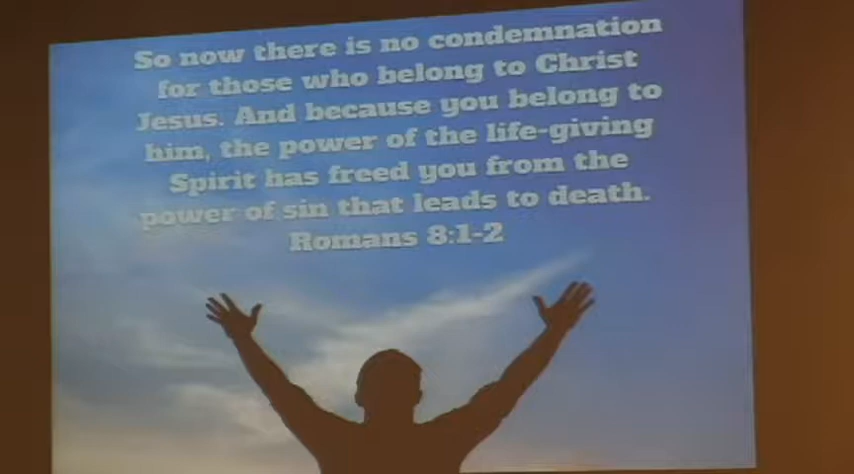 So now there is no condemnation
for those who belong to Christ
Jesus. And because you belong to
him, the power of the life-giving
Spirit has freed you from the
power of sin that leads to death.
Romans 8:1-2